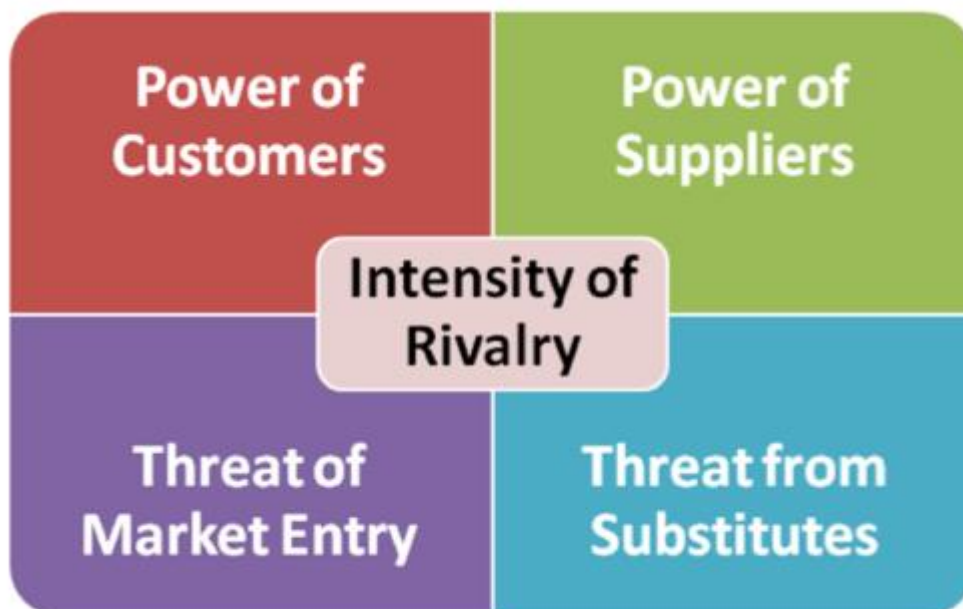 Power of
Customers
Power of
Suppliers
Intensity of
Rivalry
Threat of
Market Entry
Threat from
Substitutes